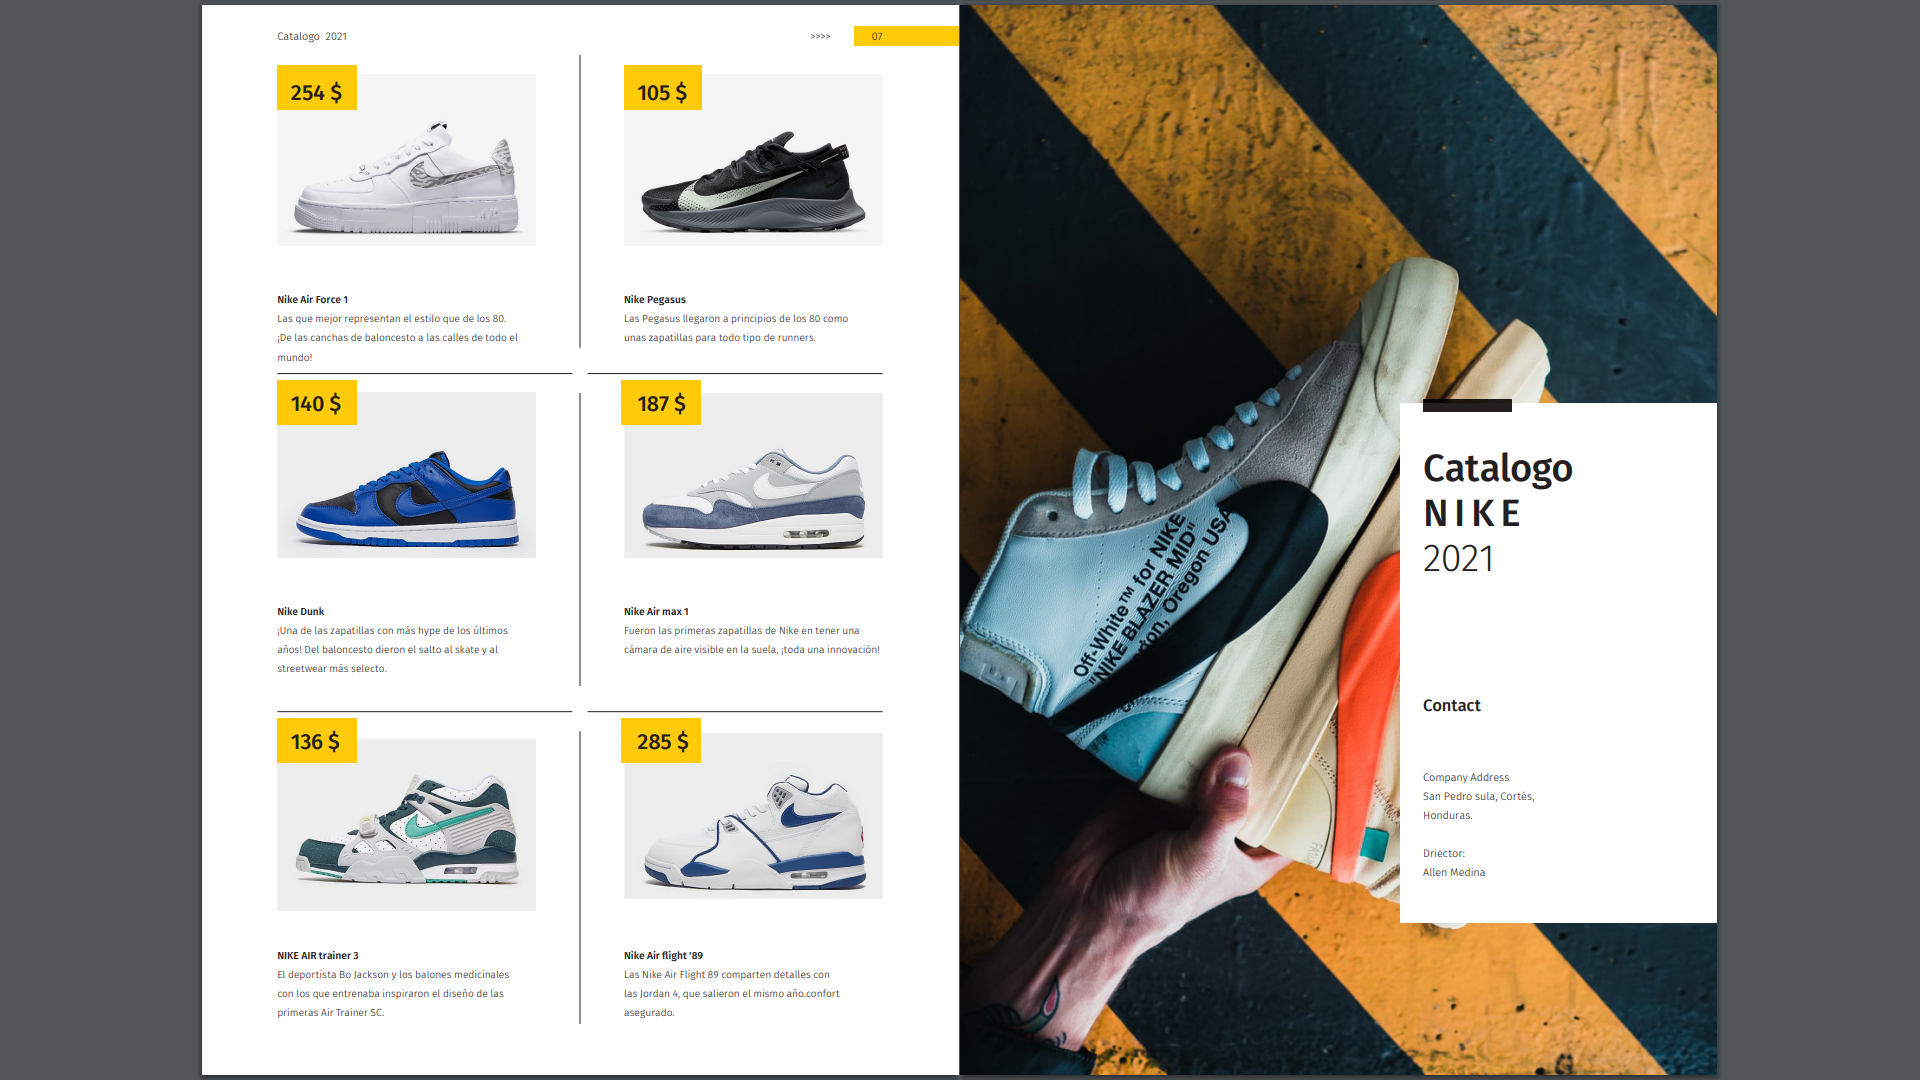 Catalogo 2021
>>>> 07
254 $
Nike Air Force 1
Las que mejor representan el estilo que de los 80.
¡De las canchas de baloncesto a las calles de todo el
mundo!
105 $
Nike Pegasus
Las Pegasus llegaron a principios de los 80 como
unas zapatillas para todo tipo de runners.
140 $
Nike Dunk
¡Una de las zapatillas con más hype de los últimos
años! Del baloncesto dieron el salto al skate y al
streetwear más selecto.
187 $
Nike Air max 1
Fueron las primeras zapatillas de Nike en tener una
cámara de aire visible en la suela, ¡toda una innovación!
136 $
NIKE AIR trainer 3
El deportista Bo Jackson y los balones medicinales
con los que entrenaba inspiraron el diseño de las
primeras Air Trainer SC.
285 $
Nike Air flight '89
Las Nike Air Flight 89 comparten detalles con
las Jordan 4, que salieron el mismo año.confort
asegurado.
Off-White™ for NIKE
"NIKE BLAZER MID"
Oregon USA
Catalogo
NIKE
2021
Contact
Company Address
San Pedro sula, Cortés,
Honduras.
Driector:
Allen Medina